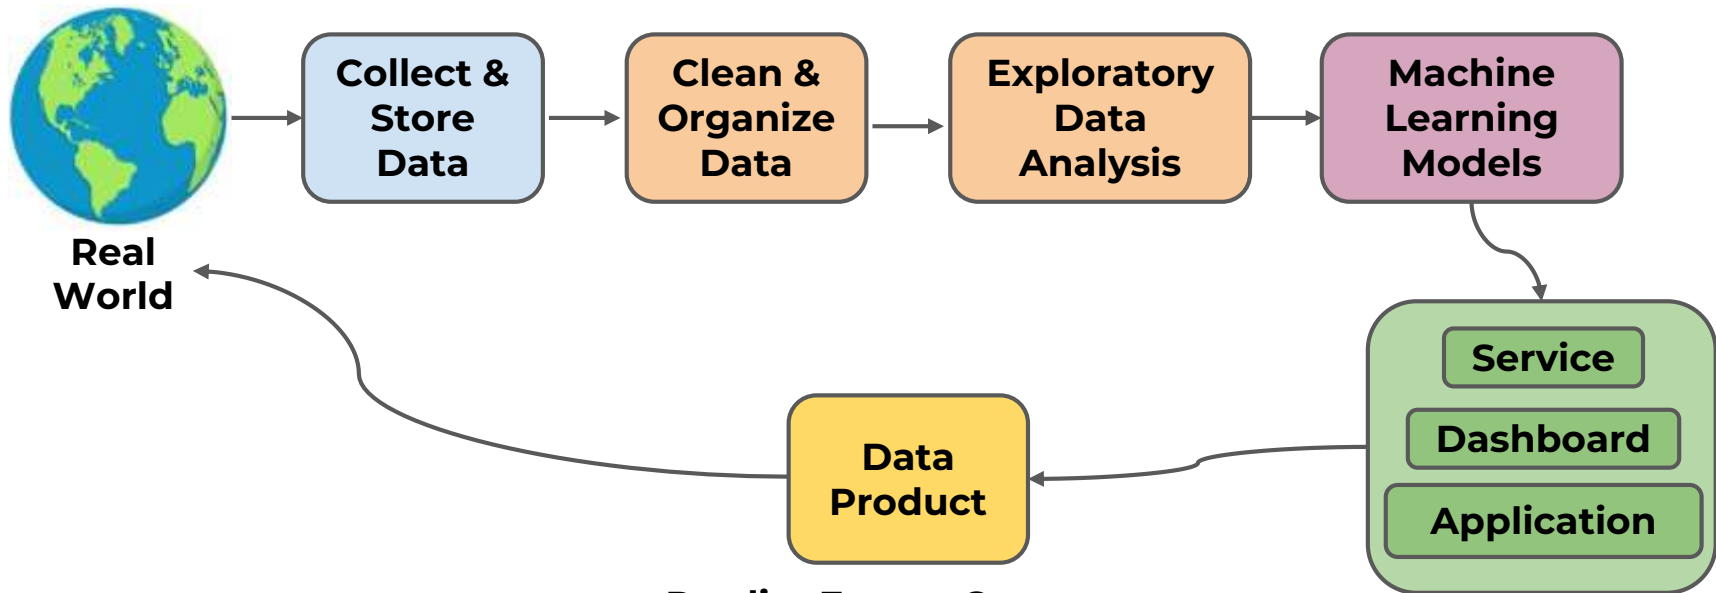 Collect &
Store
Data
Clean &
Organize
Data
Exploratory
Data
Analysis
Machine
Learning
Models
Real
World
Service
Dashboard
Application
Data
Product